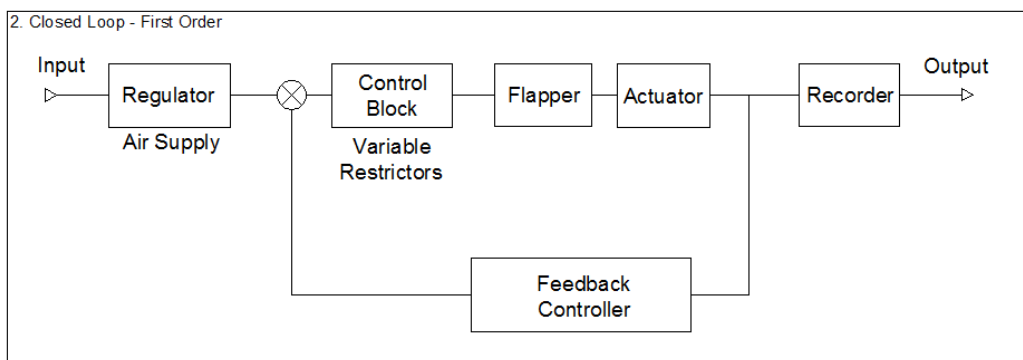 2. Closed Loop - First Order
Input
Regulator
Air Supply
Control
Block
Variable
Restrictors
Flapper
Actuator
Recorder
Output
Feedback
Controller